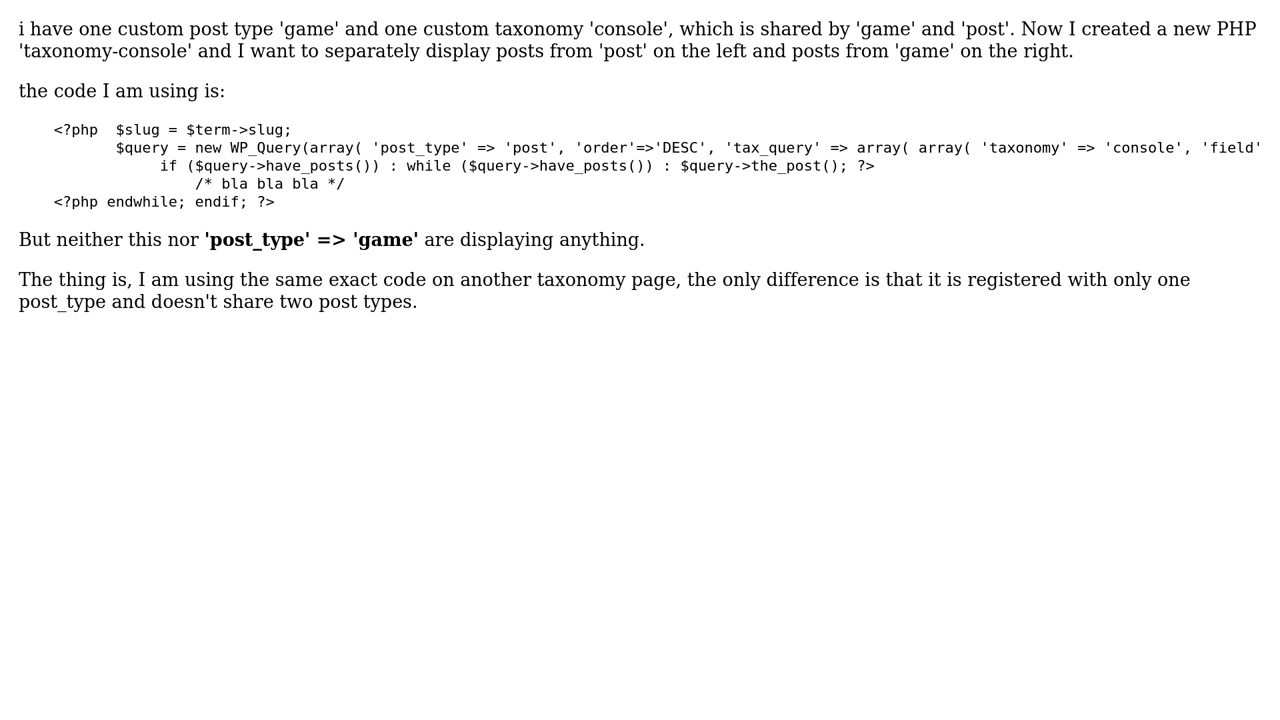 i have one custom post type 'game' and one custom taxonomy 'console', which is shared by 'game' and 'post'. Now I created a new PHP
'taxonomy-console' and I want to separately display posts from 'post' on the left and posts from 'game' on the right.
the code I am using is:
<?php  $slug = $term->slug;
$query = new WP_Query(array( 'post_type' => 'post', 'order'=>'DESC', 'tax_query' => array( array( 'taxonomy' => 'console', 'field'
if ($query->have_posts()) : while ($query->have_posts()) : $query->the_post(); ?>
/* bla bla bla */
<?php endwhile; endif; ?>
But neither this nor 'post_type' => 'game' are displaying anything.
The thing is, I am using the same exact code on another taxonomy page, the only difference is that it is registered with only one
post_type and doesn't share two post types.